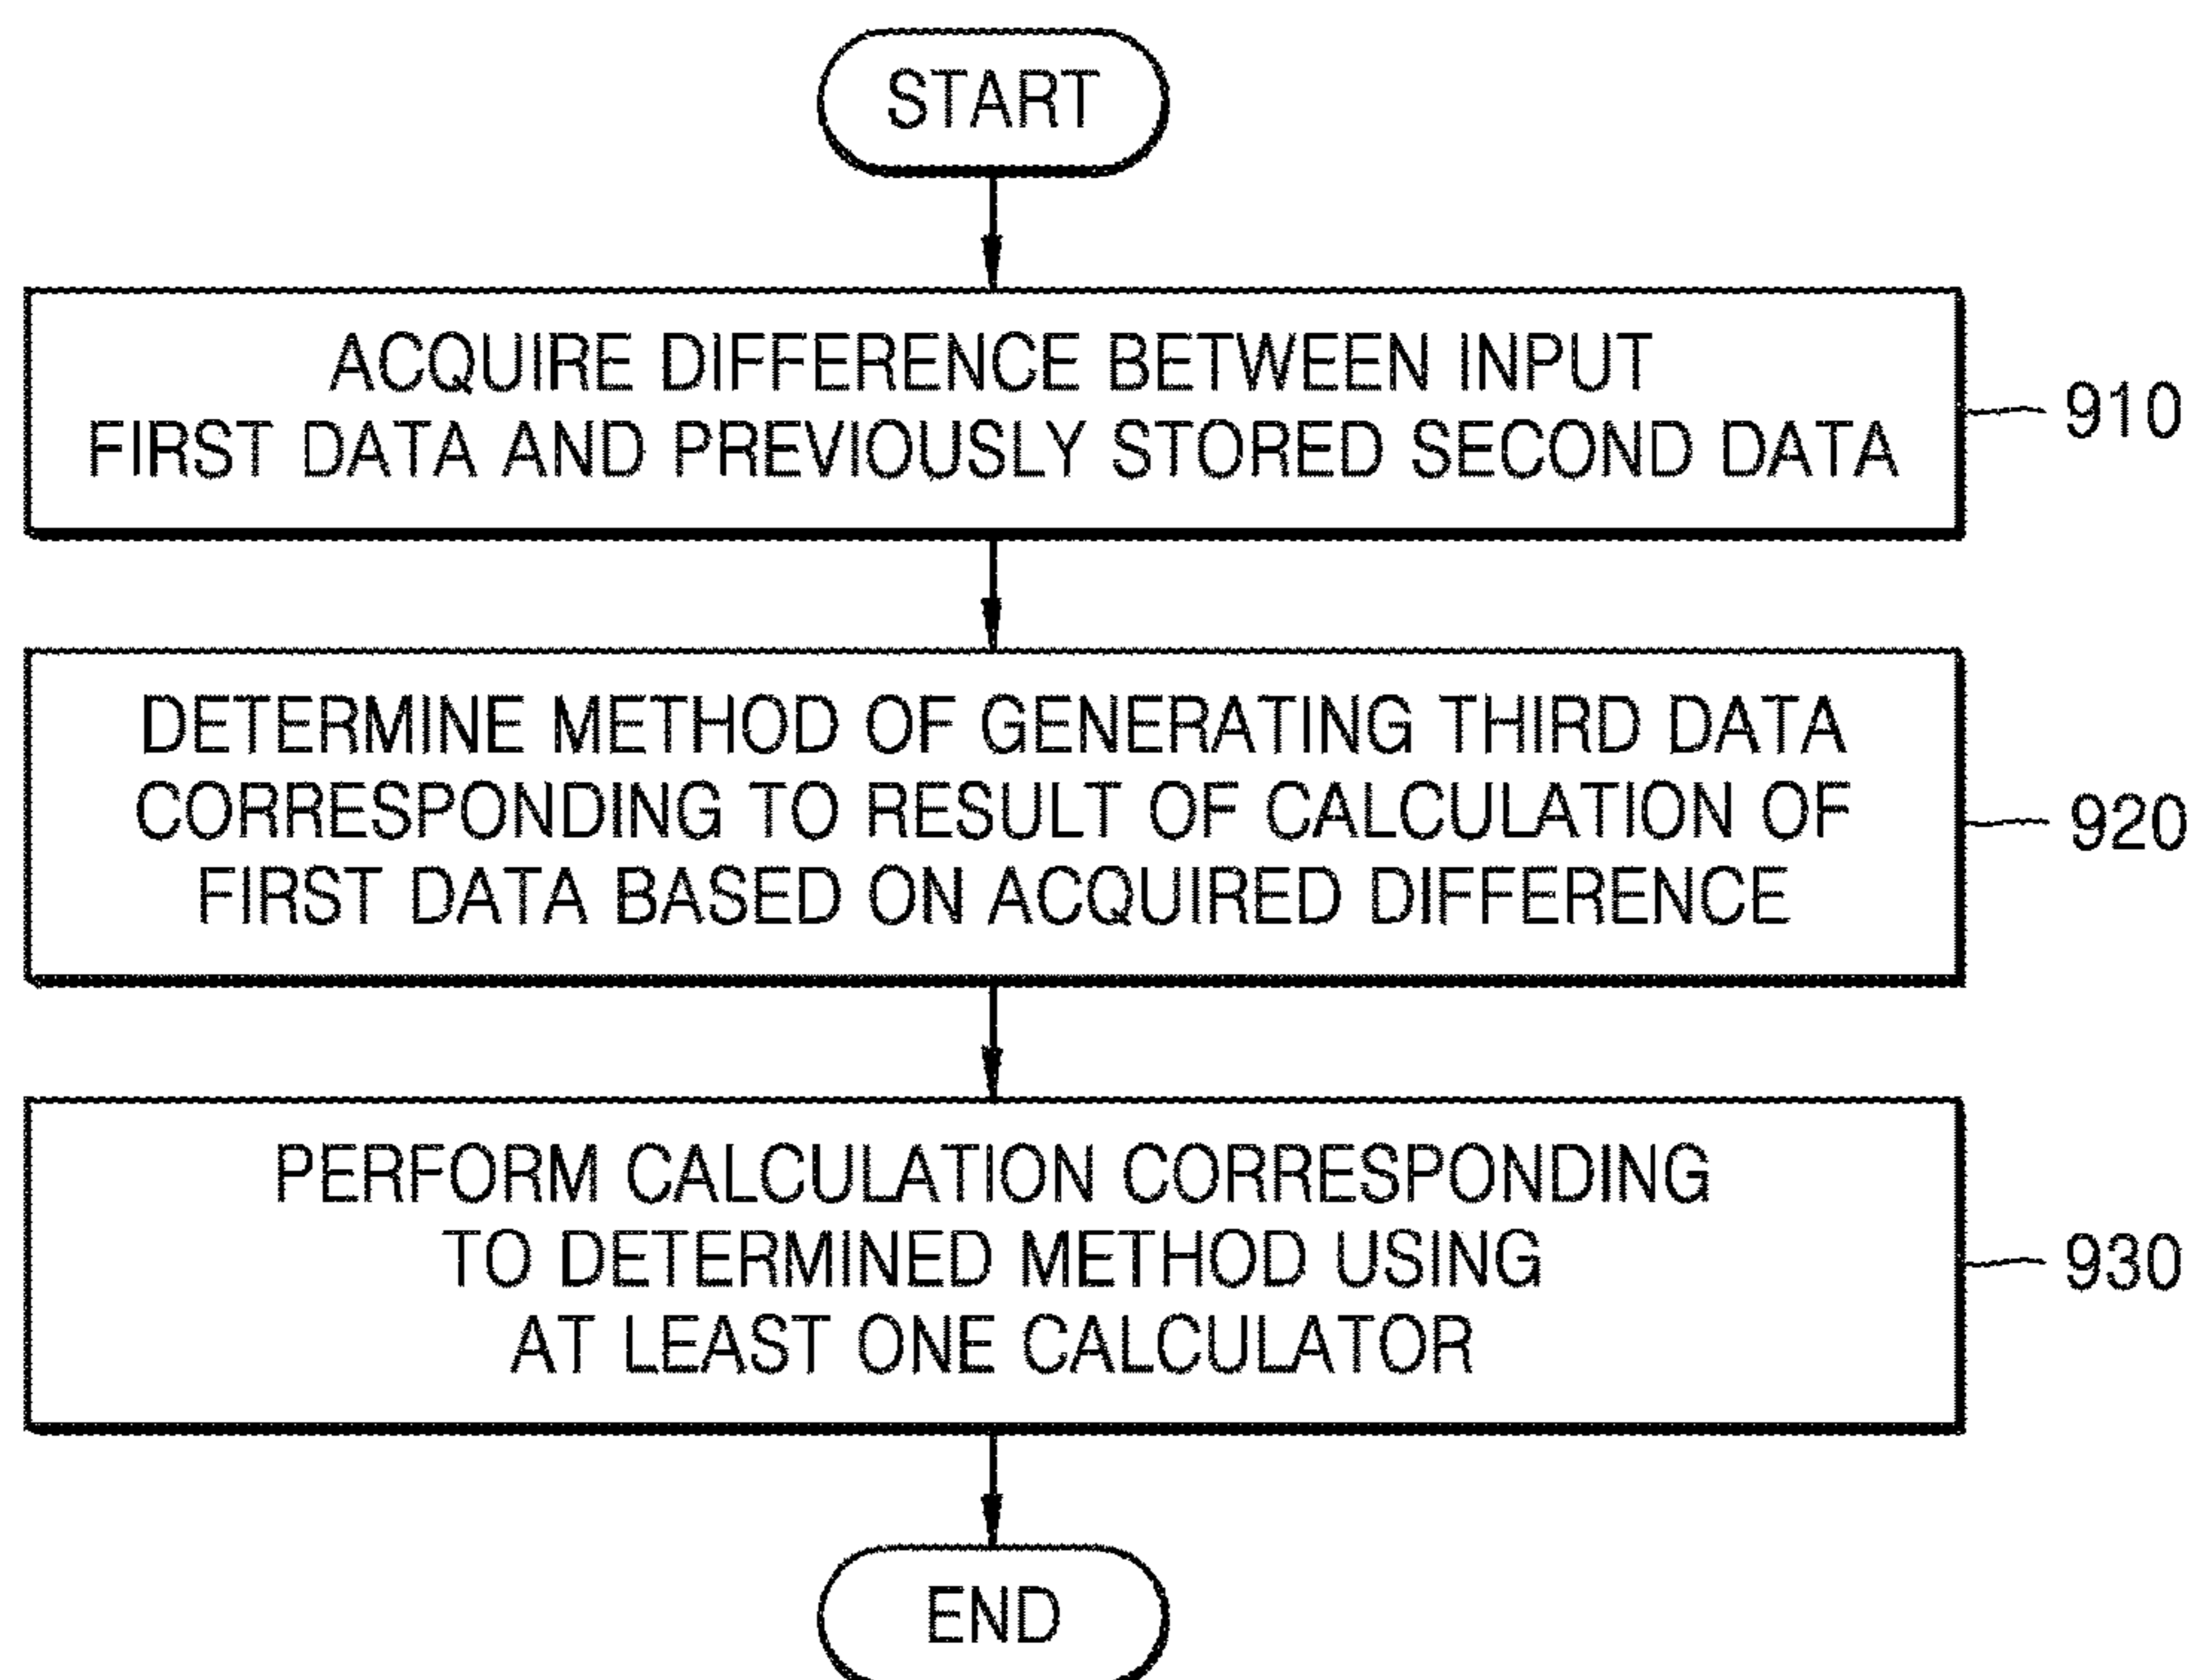 START
ACQUIRE DIFFERENCE BETWEEN INPUT
FIRST DATA AND PREVIOUSLY STORED SECOND DATA
910
DETERMINE METHOD OF GENERATING THIRD DATA
CORRESPONDING TO RESULT OF CALCULATION OF
FIRST DATA BASED ON ACQUIRED DIFFERENCE
920
PERFORM CALCULATION CORRESPONDING
TO DETERMINED METHOD USING
AT LEAST ONE CALCULATOR
930
END